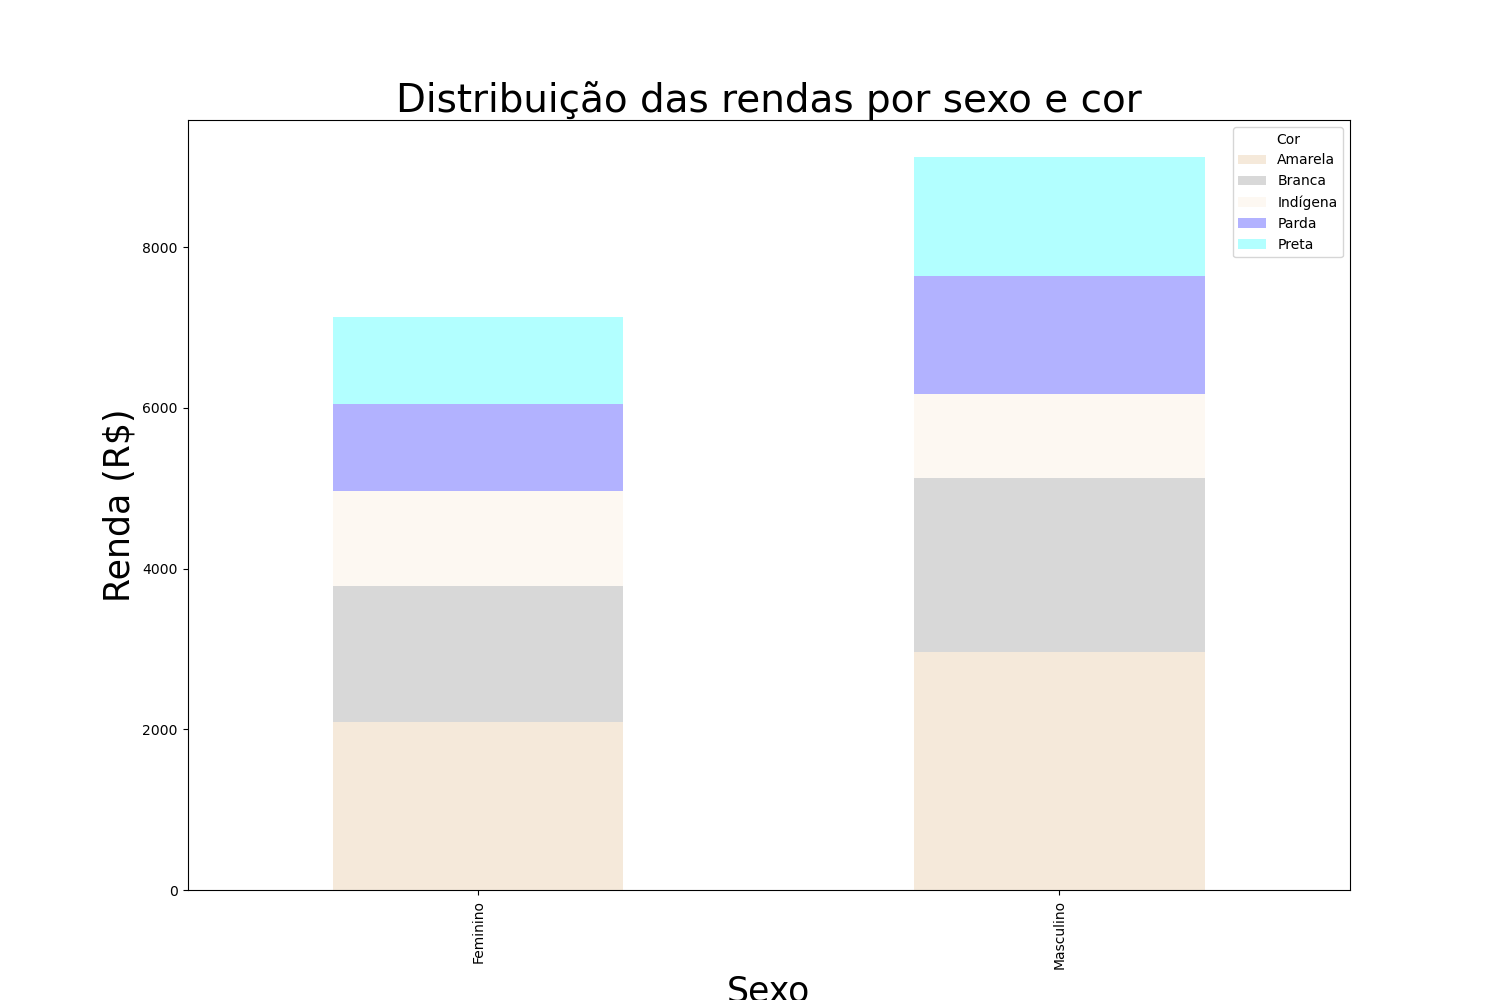 Distribuição das rendas por sexo e cor
Cor
Amarela
Branca
Indígena
Parda
Preta
8000
6000
4000
2000
0
Renda (R$)
Feminino
Masculino
Sexo